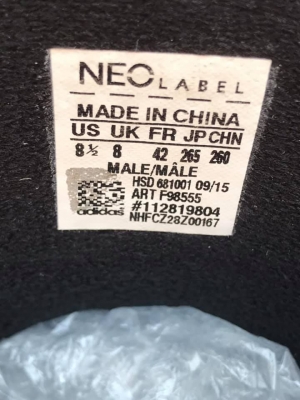 NEO LABEL
MADE IN CHINA
US UK FR JP CHN
8½ 8 42 265 260
MALE/MÂLE
HSD 681001 09/15
ART F98555
#112819804
NHFCZ28Z00167
adidas